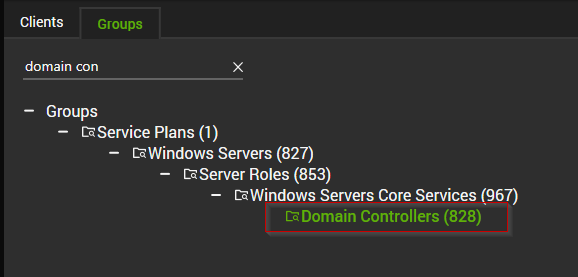 Clients Groups
domain con
Groups
Service Plans (1)
Windows Servers (827)
Server Roles (853)
Windows Servers Core Services (967)
Domain Controllers (828)